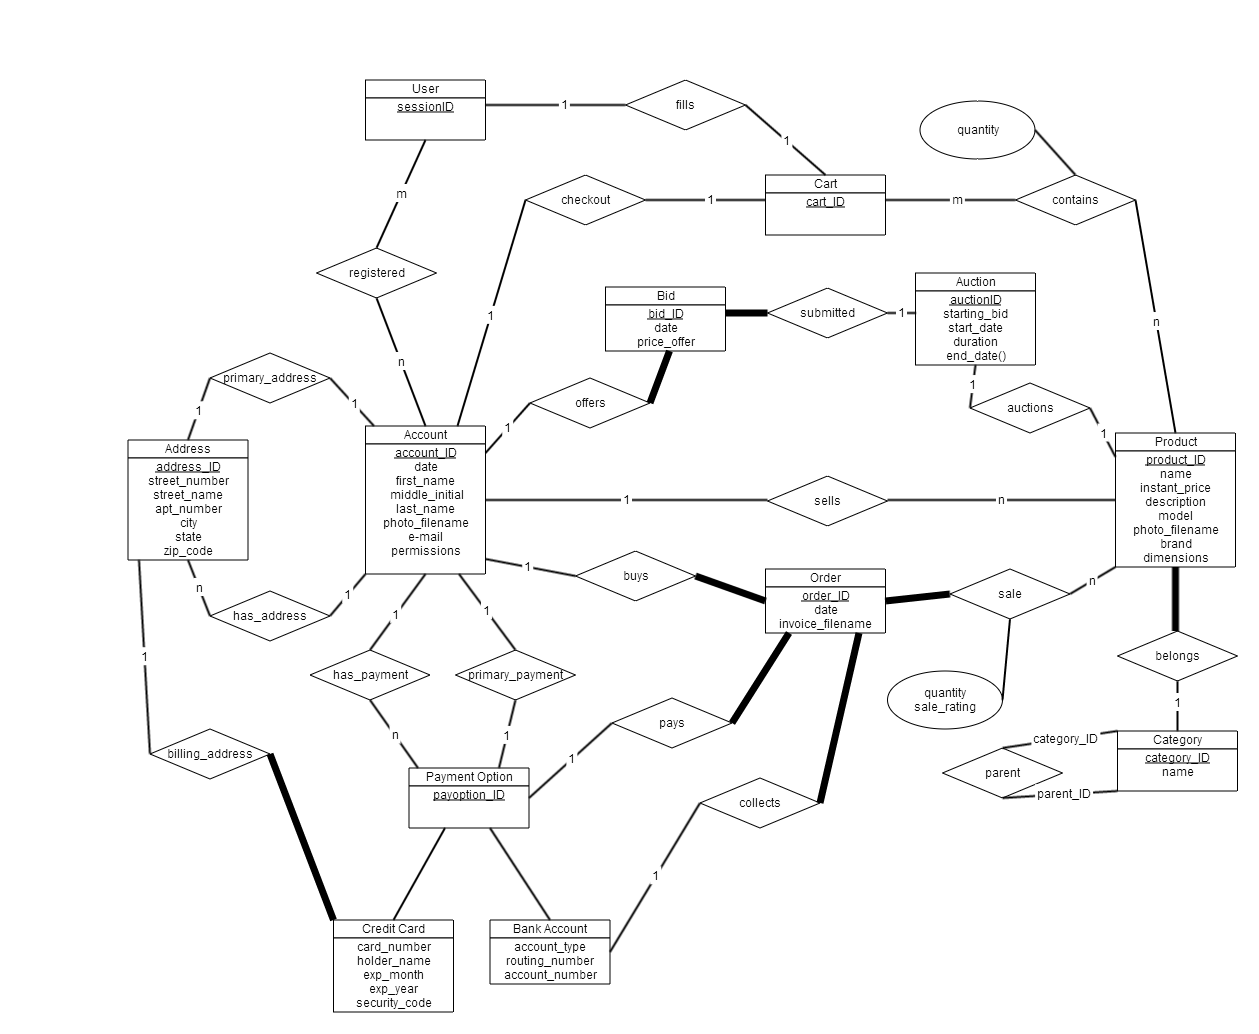 User
sessionID
1
fills
1
quantity
m
checkout
1
Cart
cart_ID
m
contains
registered
1
n
n
Bid
bid_ID
date
price_offer
submitted
1
Auction
auctionID
starting_bid
start_date
duration
end_date()
primary_address
1
1
offers
1
1
auctions
1
Address
address_ID
street_number
street_name
apt_number
city
state
zip_code
Account
account_ID
date
first_name
middle_initial
last_name
photo_filename
e-mail
permissions
1
sells
n
Product
product_ID
name
instant_price
description
model
photo_filename
brand
dimensions
n
has_address
1
1
buys
Order
order_ID
date
invoice_filename
sale
n
1
has_payment
n
1
primary_payment
1
quantity
sale_rating
belongs
1
1
billing_address
pays
1
category_ID
parent
parent_ID
Category
category_ID
name
Payment Option
payoption_ID
collects
1
Credit Card
card_number
holder_name
exp_month
exp_year
security_code
Bank Account
account_type
routing_number
account_number